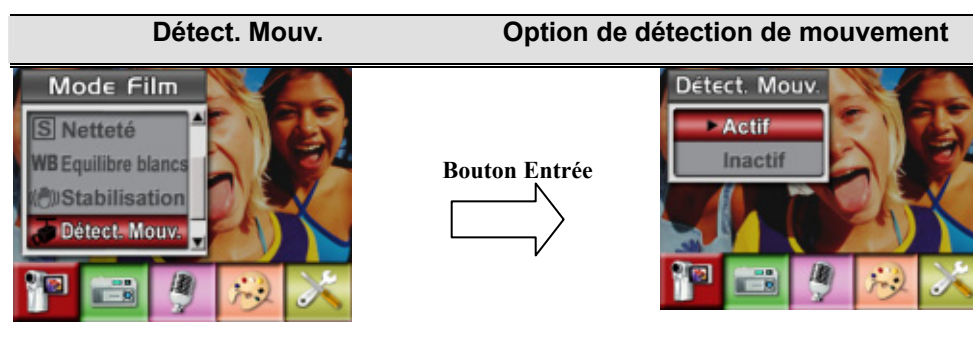 Détect. Mouv. Option de détection de mouvement
Mode Film
S Netteté
WB Equilibre blancs
Stabilisation
Détect. Mouv.
Bouton Entrée
Détect. Mouv.
Actif
Inactif